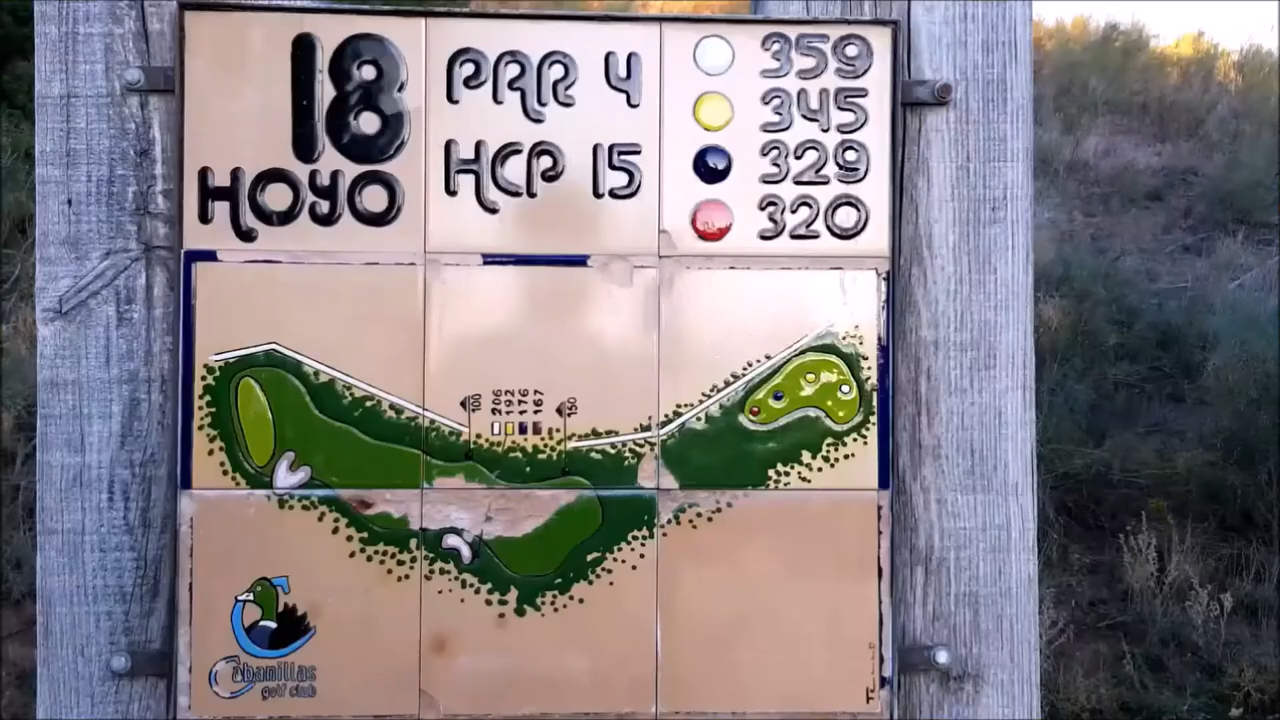 18
HOYO
PAR 4
HCP 15
359
345
329
320
100
206
192
176
167
150
Cabanillas
golf club